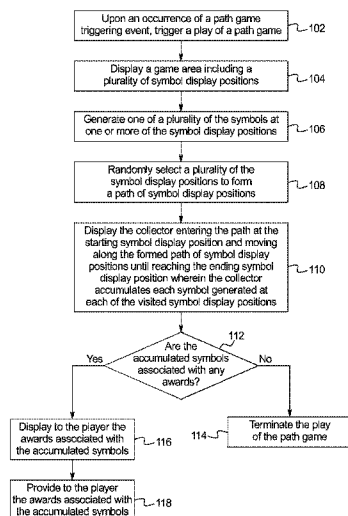 Upon an occurrence of a path game
triggering event, trigger a play of a path game
102
Display a game area including a
plurality of symbol display positions
104
Generate one of a plurality of the symbols at
one or more of the symbol display positions
106
Randomly select a plurality of the
symbol display positions to form
a path of symbol display positions
108
Display the collector entering the path at the
starting symbol display position and moving
along the formed path of symbol display
positions until reaching the ending symbol
display position wherein the collector
accumulates each symbol generated at
each of the visited symbol display positions
110
112
Are the
accumulated symbols
associated with any
awards?
Yes
No
Display to the player the
awards associated with
the accumulated symbols
116
114
Terminate the play
of the path game
Provide to the player
the awards associated with
the accumulated symbols
118